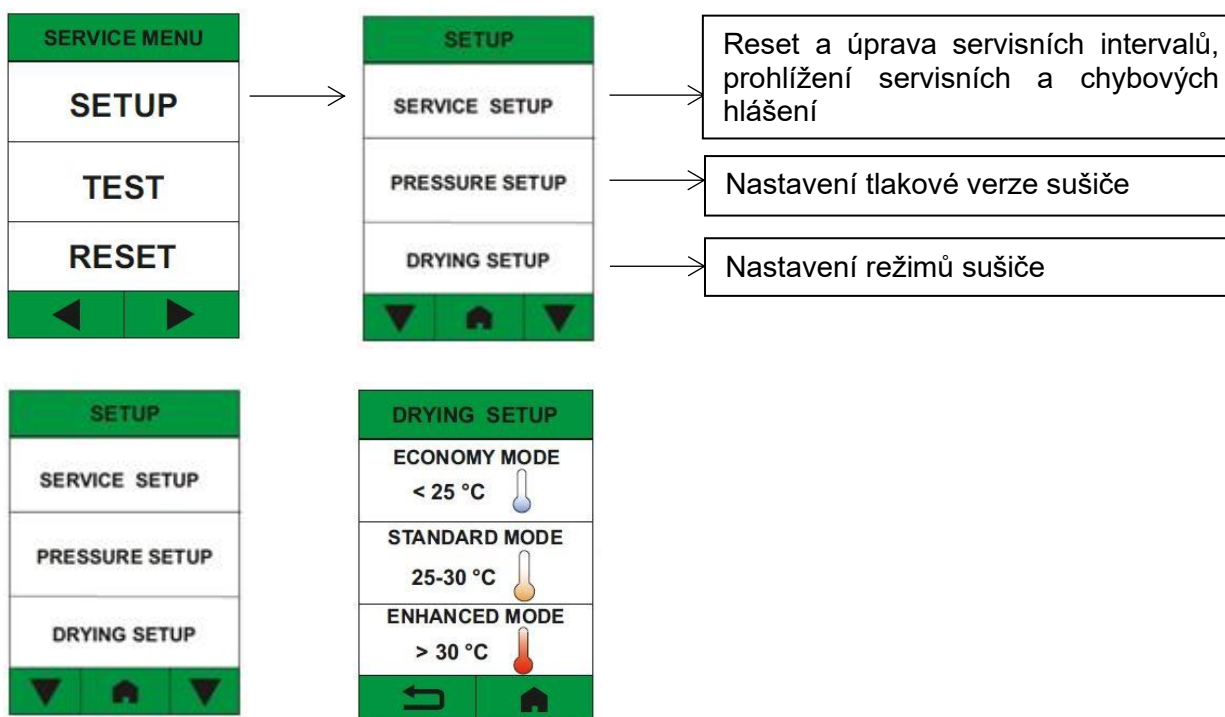 SERVICE MENU
SETUP
TEST
RESET
SETUP
SERVICE SETUP
PRESSURE SETUP
DRYING SETUP
Reset a úprava servisních intervalů,
prohlížení servisních a chybových
hlášení
Nastavení tlakové verze sušiče
Nastavení režimů sušiče
SETUP
SERVICE SETUP
PRESSURE SETUP
DRYING SETUP
DRYING SETUP
ECONOMY MODE
< 25 °C
STANDARD MODE
25-30 °C
ENHANCED MODE
> 30 °C